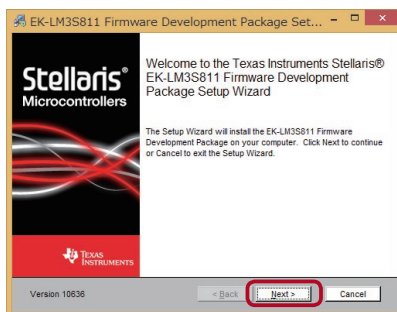 EK-LM3S811 Firmware Development Package Set...
Stellaris®
Microcontrollers
Welcome to the Texas Instruments Stellaris®
EK-LM3S811 Firmware Development
Package Setup Wizard
The Setup Wizard will install the EK-LM3S811 Firmware
Development Package on your computer. Click Next to continue
or Cancel to exit the Setup Wizard.
TEXAS
INSTRUMENTS
Version 10636
< Back
Next >
Cancel